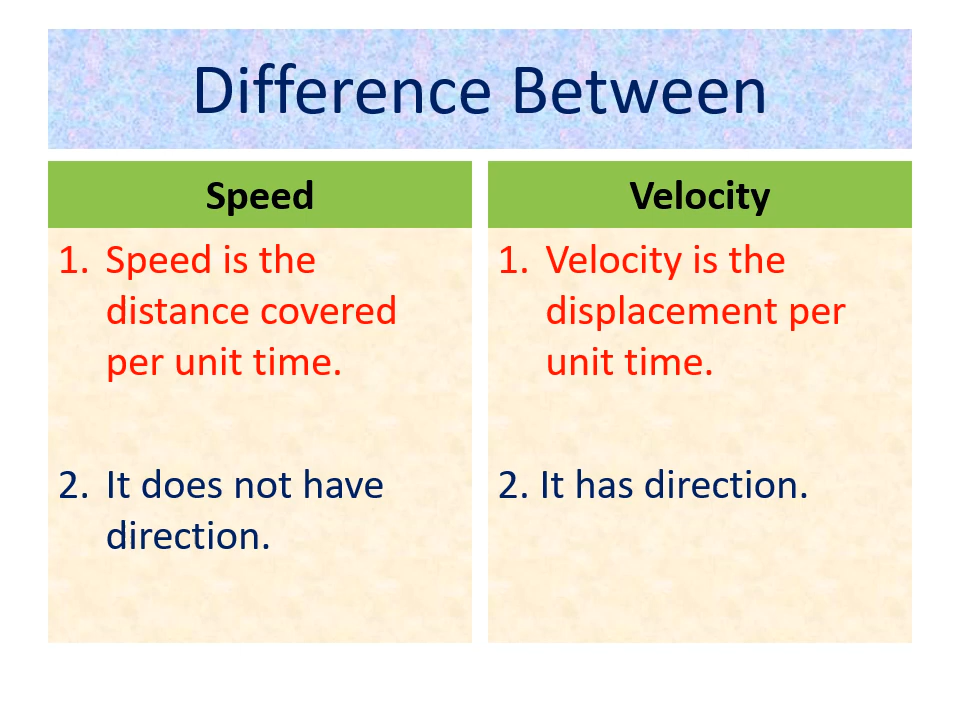 Difference Between
Speed
1. Speed is the
distance covered
per unit time.
2. It does not have
direction.
Velocity
1. Velocity is the
displacement per
unit time.
2. It has direction.